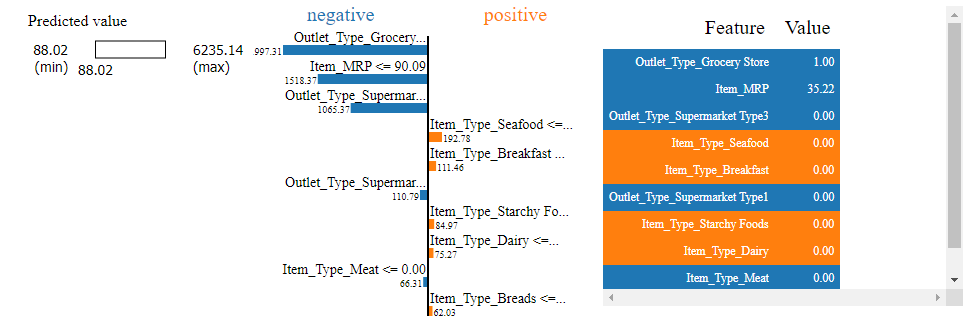 Predicted value
88.02
(min)
88.02
6235.14
(max)
negative
positive
Outlet_Type_Grocery...
997.31
Item_MRP <= 90.09
1518.37
Outlet_Type_Supermar...
1065.37
Item_Type_Seafood <=...
192.78
Item_Type_Breakfast ...
111.46
Outlet_Type_Supermar...
110.79
Item_Type_Starchy Fo...
84.97
Item_Type_Dairy <=...
75.27
Item_Type_Meat <= 0.00
66.31
Item_Type_Breads <=...
62.03
Feature Value
Outlet_Type_Grocery Store 1.00
Item_MRP 35.22
Outlet_Type_Supermarket Type3 0.00
Item_Type_Seafood 0.00
Item_Type_Breakfast 0.00
Outlet_Type_Supermarket Type1 0.00
Item_Type_Starchy Foods 0.00
Item_Type_Dairy 0.00
Item_Type_Meat 0.00